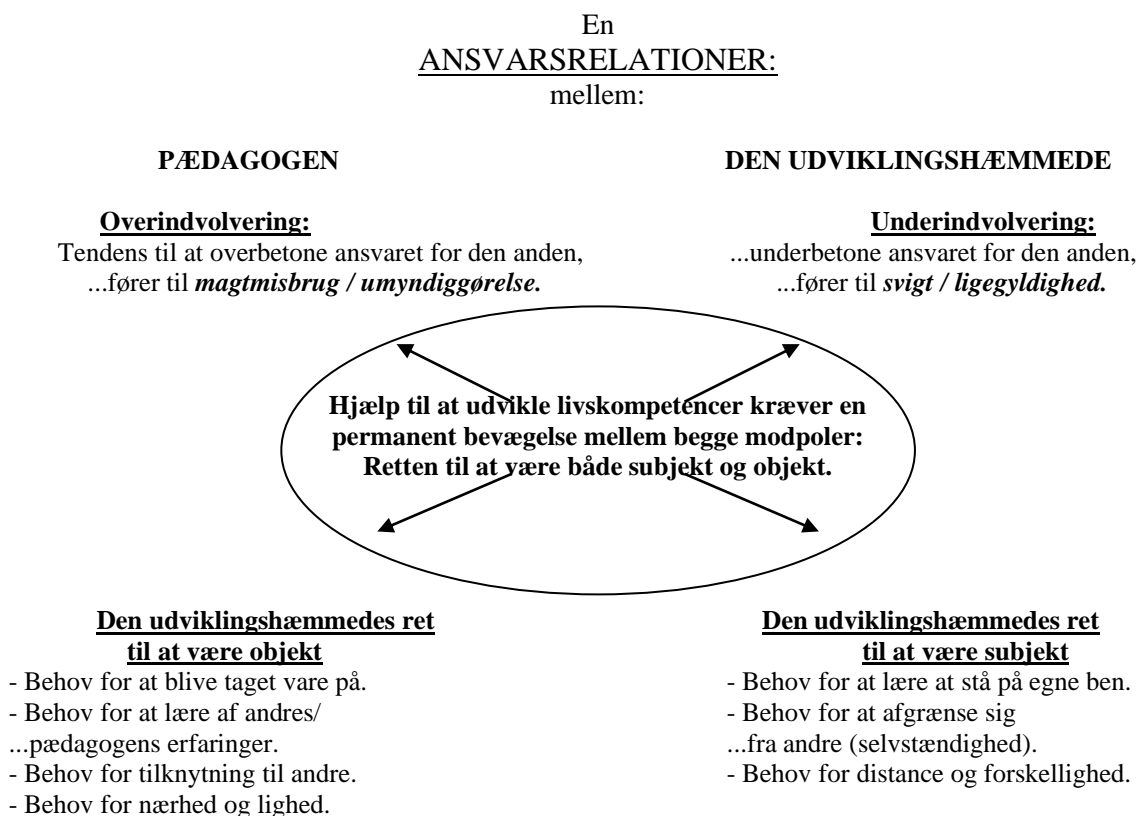 En
ANSVARSRELATIONER:
mellem:
PÆDAGOGEN
DEN UDVIKLINGSHÆMMEDE
Overindvolvering:
Tendens til at overbetone ansvaret for den anden,
...fører til magtmisbrug / umyndiggørelse.
Underindvolvering:
...underbetone ansvaret for den anden,
...fører til svigt / ligegyldighed.
Hjælp til at udvikle livskompetencer kræver en
permanent bevægelse mellem begge modpoler:
Retten til at være både subjekt og objekt.
Den udviklingshæmmedes ret
til at være objekt
- Behov for at blive taget vare på.
- Behov for at lære af andres/
...pædagogens erfaringer.
- Behov for tilknytning til andre.
- Behov for nærhed og lighed.
Den udviklingshæmmedes ret
til at være subjekt
- Behov for at lære at stå på egne ben.
- Behov for at afgrænse sig
...fra andre (selvstændighed).
- Behov for distance og forskellighed.